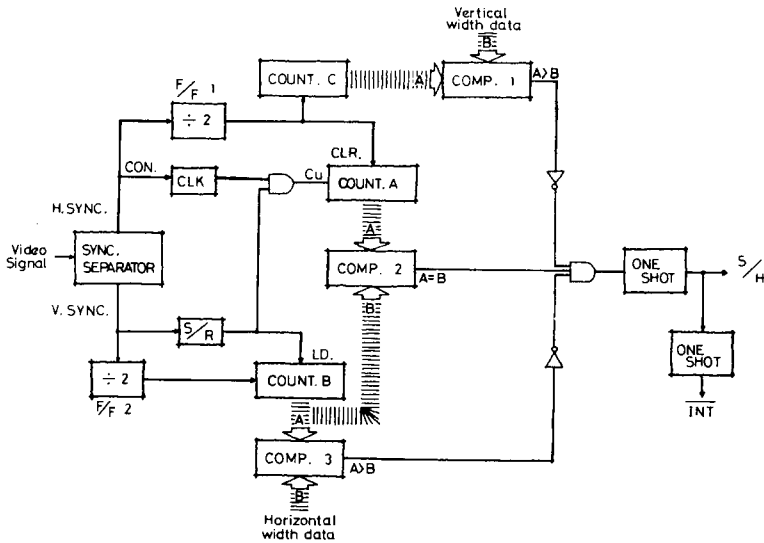 Vertical
width data
B
F/F 1
COUNT. C
A
COMP. 1
A>B
÷ 2
CON.
CLK
CLR.
Cu
COUNT. A
H.SYNC.
A
Video
Signal
SYNC.
SEPARATOR
COMP. 2
A=B
ONE
SHOT
S/H
V. SYNC.
B
S/R
LD.
ONE
SHOT
÷ 2
COUNT. B
F/F 2
INT
A
COMP. 3
A>B
B
Horizontal
width data